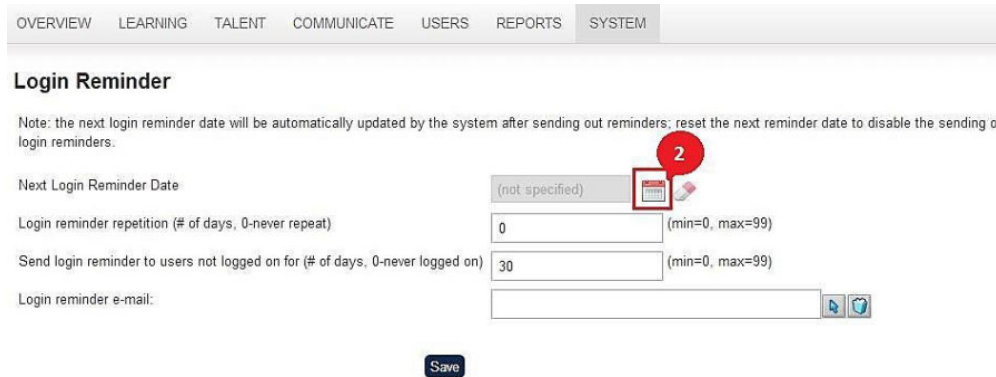 OVERVIEW LEARNING TALENT COMMUNICATE USERS REPORTS SYSTEM
Login Reminder
Note: the next login reminder date will be automatically updated by the system after sending out reminders; reset the next reminder date to disable the sending o
login reminders.
2
Next Login Reminder Date (not specified)
Login reminder repetition (# of days, 0-never repeat) 0 (min=0, max=99)
Send login reminder to users not logged on for (# of days, 0-never logged on) 30 (min=0, max=99)
Login reminder e-mail:
Save